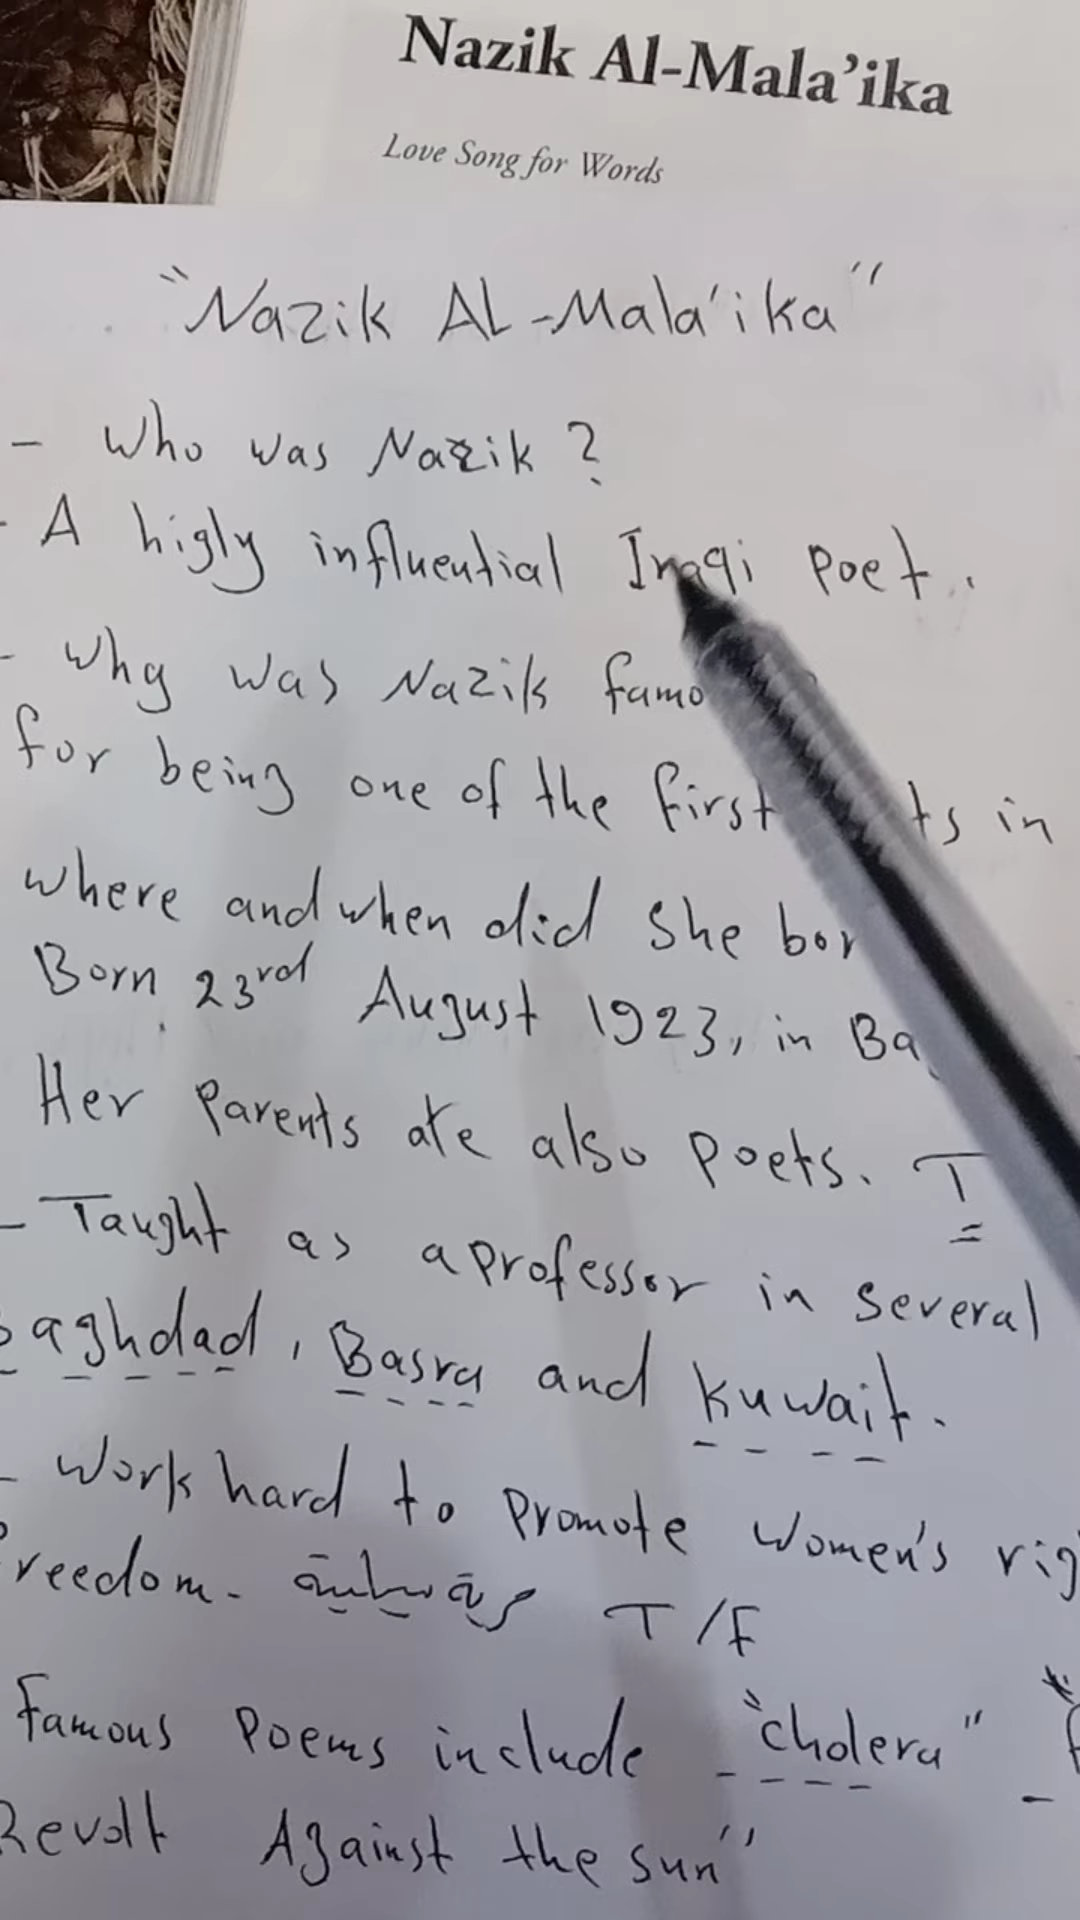 Nazik Al-Mala'ika
Love Song for Words
"Nazik AL-Mala'ika"
- Who was Nazik?
- A higly influential Iraqi Poet.
- Why was Nazik famo
for being one of the first ts in
where and when did she bor
Born 23rd August 1923, in Ba
Her Parents are also Poets. T
- Taught as a Professor in several
Baghdad, Basra and Kuwait.
- Work hard to Promote Women's rig
Freedom. T/F
Famous Poems include "Cholera"
Revolt Against the sun"